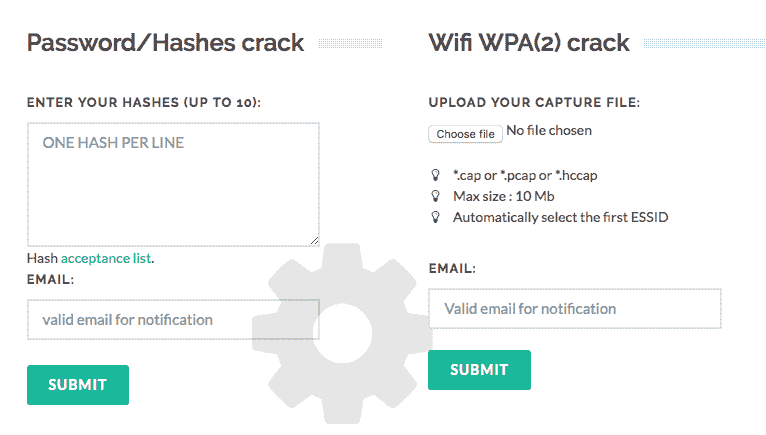 Password/Hashes crack
ENTER YOUR HASHES (UP TO 10):
ONE HASH PER LINE
Hash acceptance list.
EMAIL:
valid email for notification
SUBMIT
Wifi WPA(2) crack
UPLOAD YOUR CAPTURE FILE:
Choose file No file chosen
*.cap or *.pcap or *.hccap
Max size : 10 Mb
Automatically select the first ESSID
EMAIL:
Valid email for notification
SUBMIT